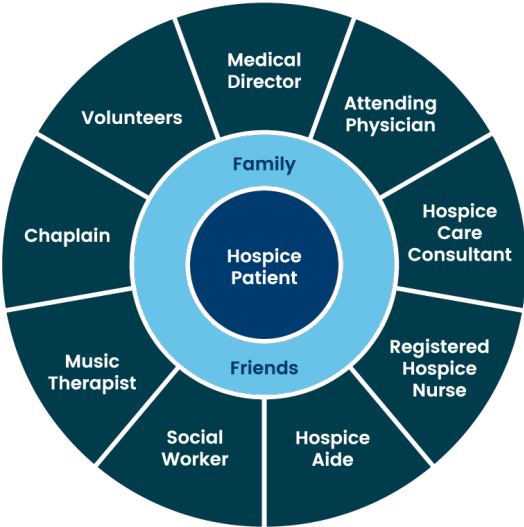 Medical
Director
Attending
Physician
Hospice
Care
Consultant
Registered
Hospice
Nurse
Hospice
Aide
Social
Worker
Music
Therapist
Chaplain
Volunteers
Family
Hospice
Patient
Friends